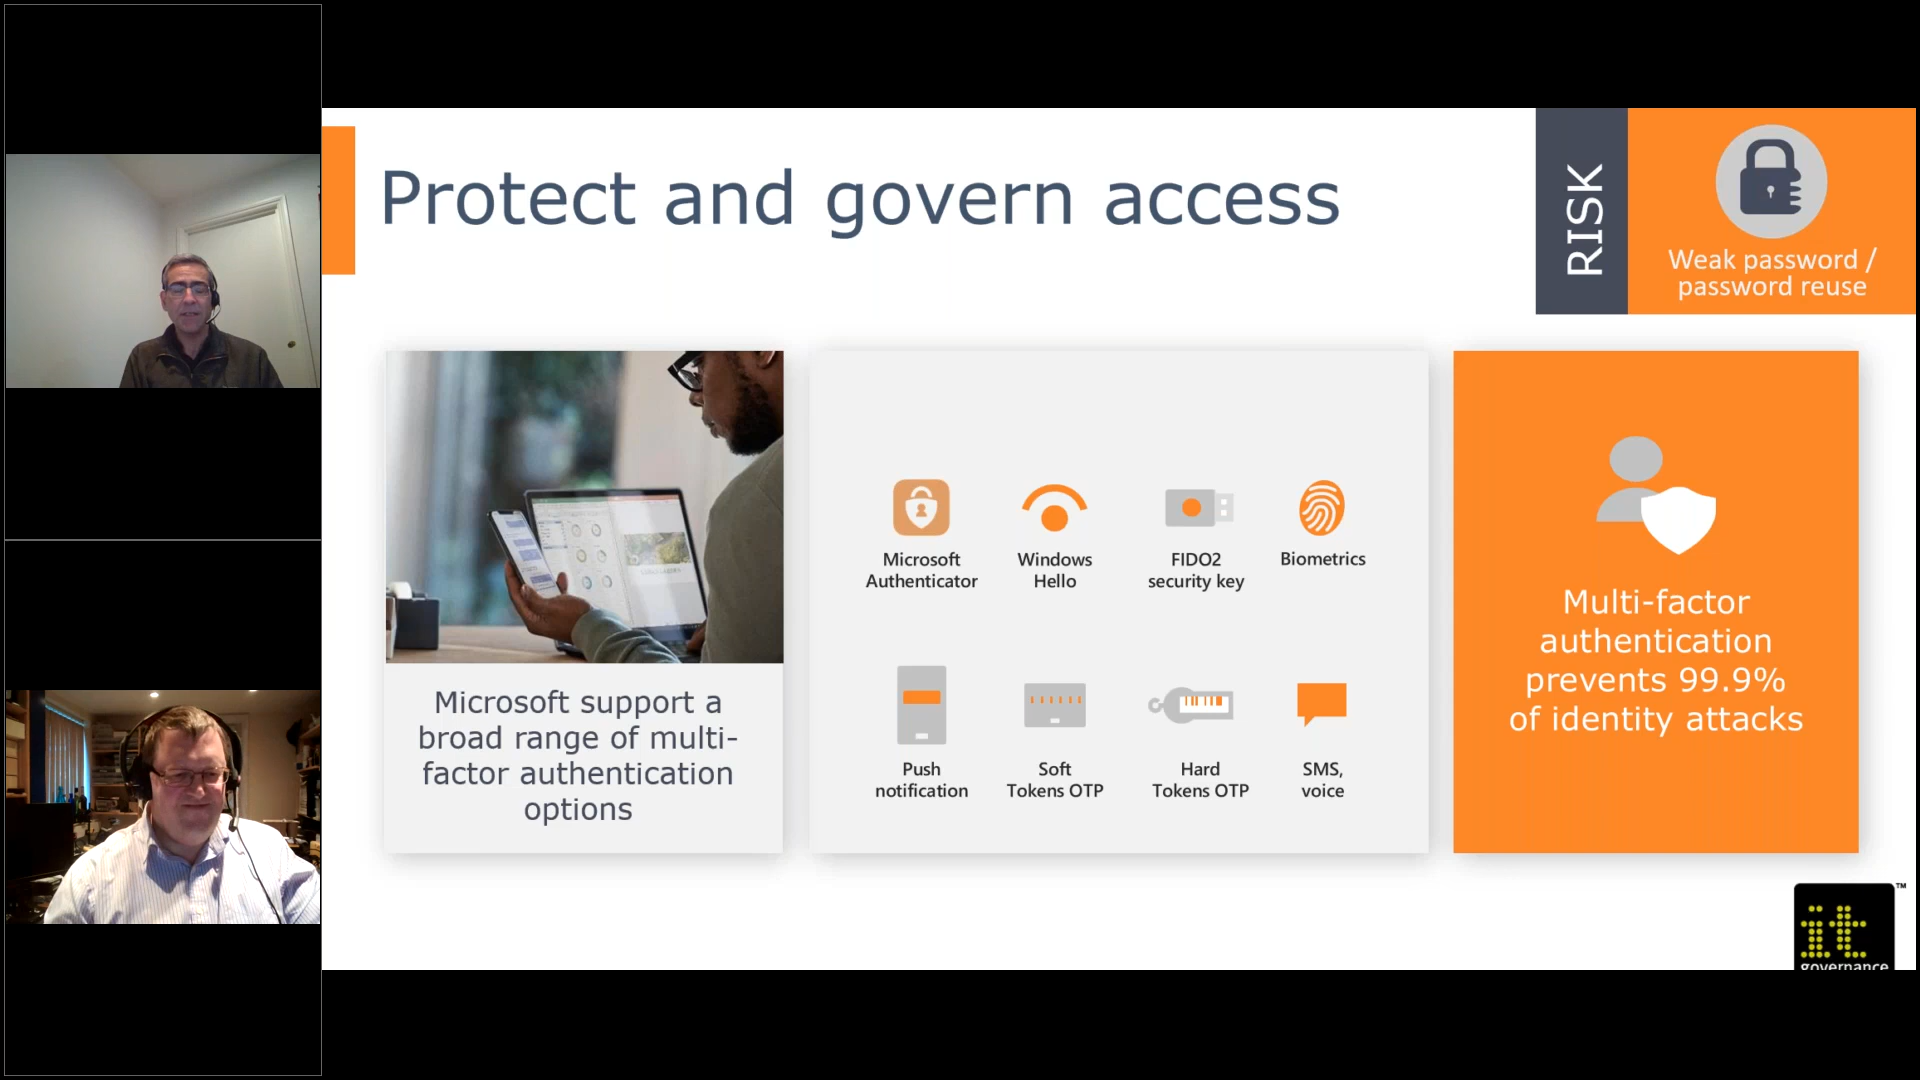 Protect and govern access
RISK
Weak password /
password reuse
Microsoft support a
broad range of multi-
factor authentication
options
Microsoft
Authenticator
Windows
Hello
FIDO2
security key
Biometrics
Push
notification
Soft
Tokens OTP
Hard
Tokens OTP
SMS,
voice
Multi-factor
authentication
prevents 99.9%
of identity attacks
it
governance
TM